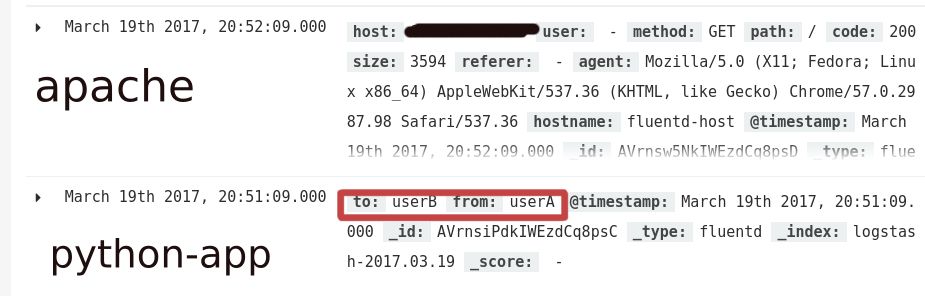 March 19th 2017, 20:52:09.000
host: user: - method: GET path: / code: 200
size: 3594 referer: - agent: Mozilla/5.0 (X11; Fedora; Linu
x x86_64) AppleWebKit/537.36 (KHTML, like Gecko) Chrome/57.0.29
87.98 Safari/537.36 hostname: fluentd-host @timestamp: March
19th 2017, 20:52:09.000 _id: AVrnsw5NkIWEzdCq8psD _type: flue
apache
March 19th 2017, 20:51:09.000
to: userB from: userA @timestamp: March 19th 2017, 20:51:09.
000 _id: AVrnsiPdkIWEzdCq8psC _type: fluentd _index: logstas
h-2017.03.19 _score: -
python-app